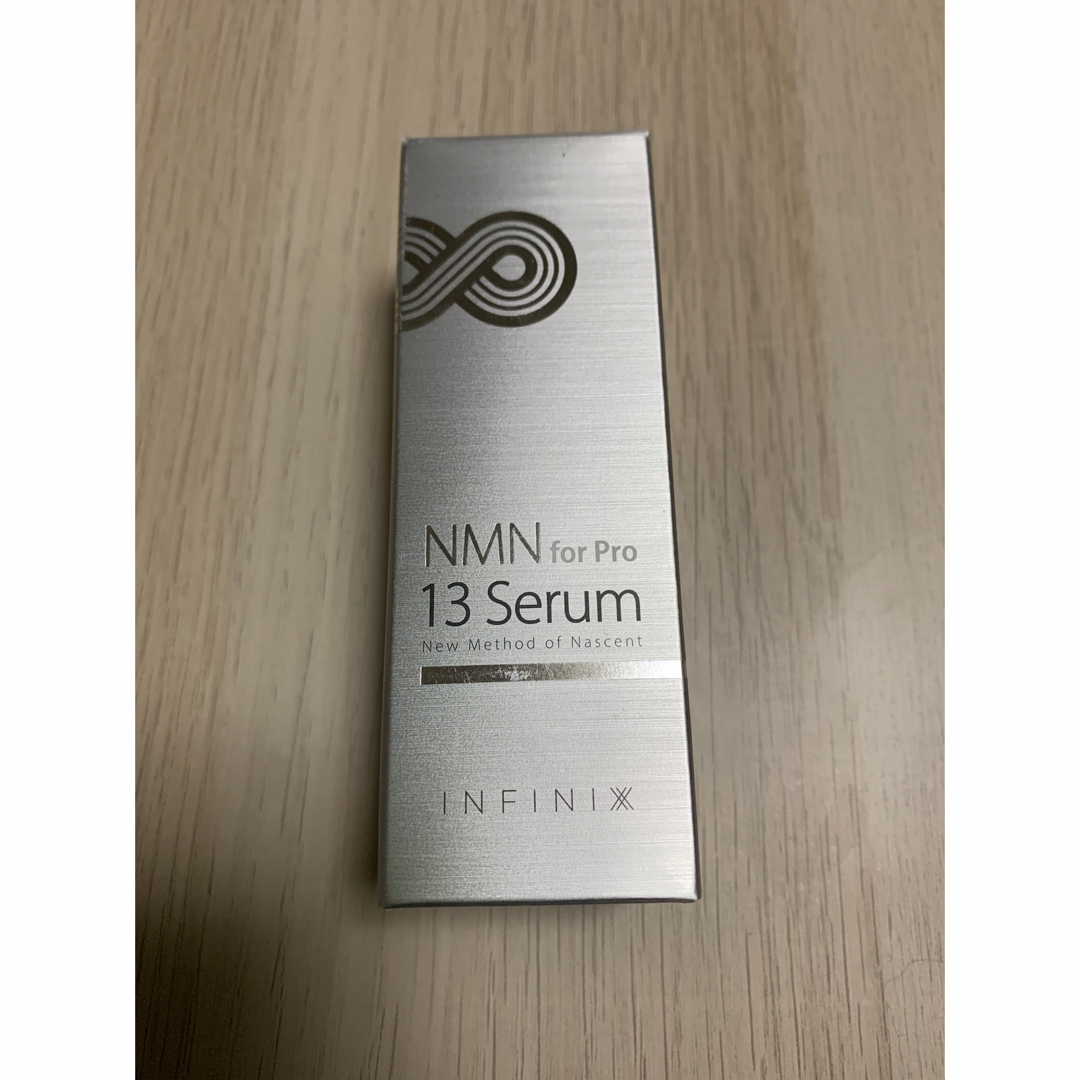 NMN for Pro
13 Serum
New Method of Nascent
INFINIX